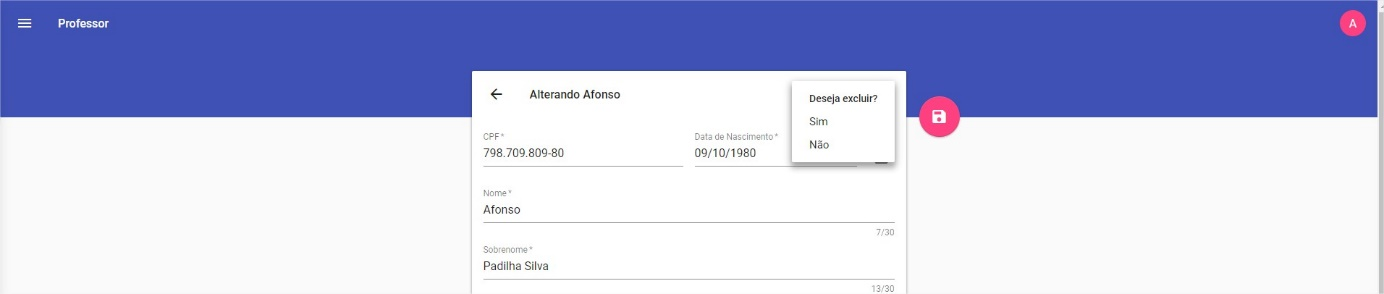 Professor
A
Alterando Afonso
Deseja excluir?
Sim
Não
CPF *
Data de Nascimento *
798.709.809-80
09/10/1980
Nome *
Afonso
7/30
Sobrenome *
Padilha Silva
13/30